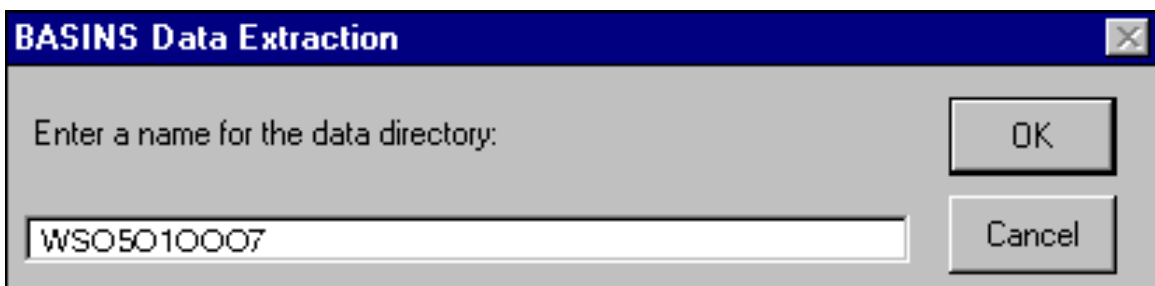 BASINS Data Extraction
Enter a name for the data directory:
OK
WS05010007
Cancel